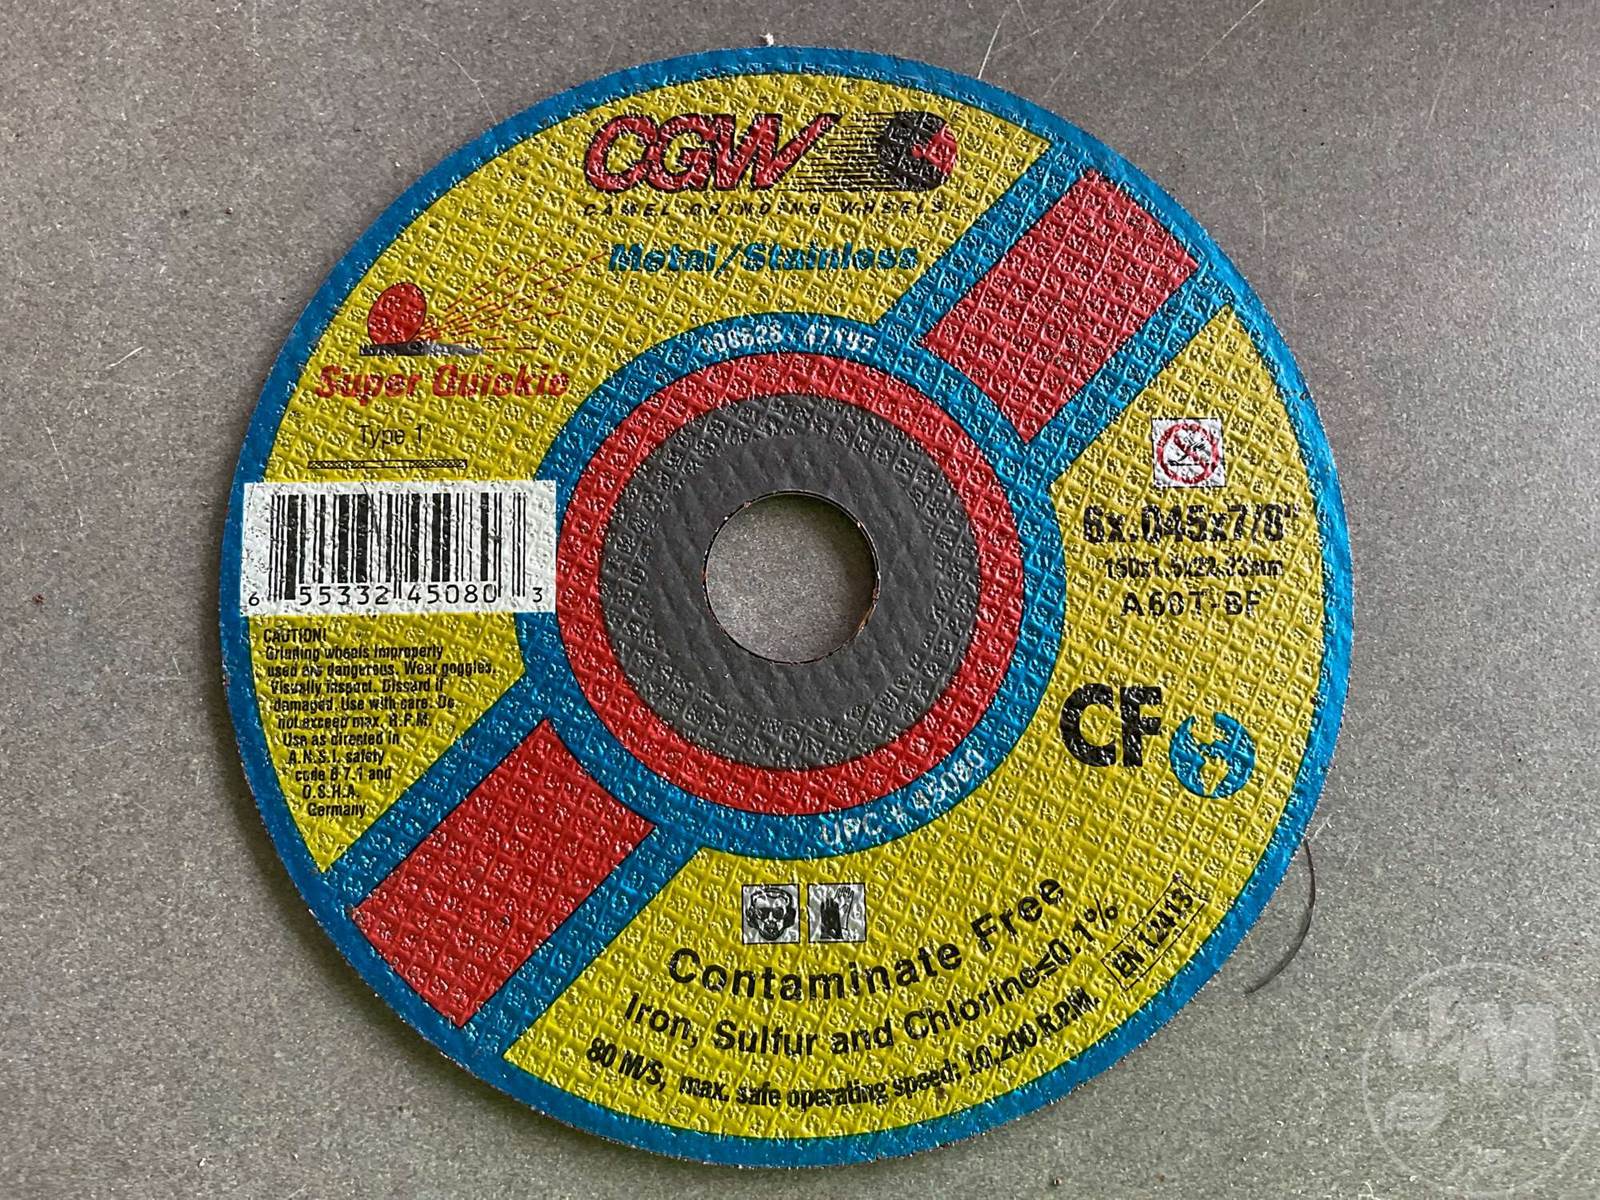 CGW
CAMEL GRINDING WHEELS
Metal/Stainless
Super Quickie
Type 1
6 55332 45080 3
CAUTION!
Grinding wheels improperly
used are dangerous. Wear goggles,
Visually inspect. Discard if
damaged. Use with care. Do
not exceed max. R.P.M.
Use as directed in
A.N.S.I. safety
code B 7.1 and
O.S.H.A.
Germany
UPC # 45080
6x.045x7/8"
150x1,5x22,23mm
A60T-BF
CF
Contaminate Free
Iron, Sulfur and Chlorine≤0.1%
80 M/S, max. safe operating speed: 10,200 R.P.M.
EN 12413